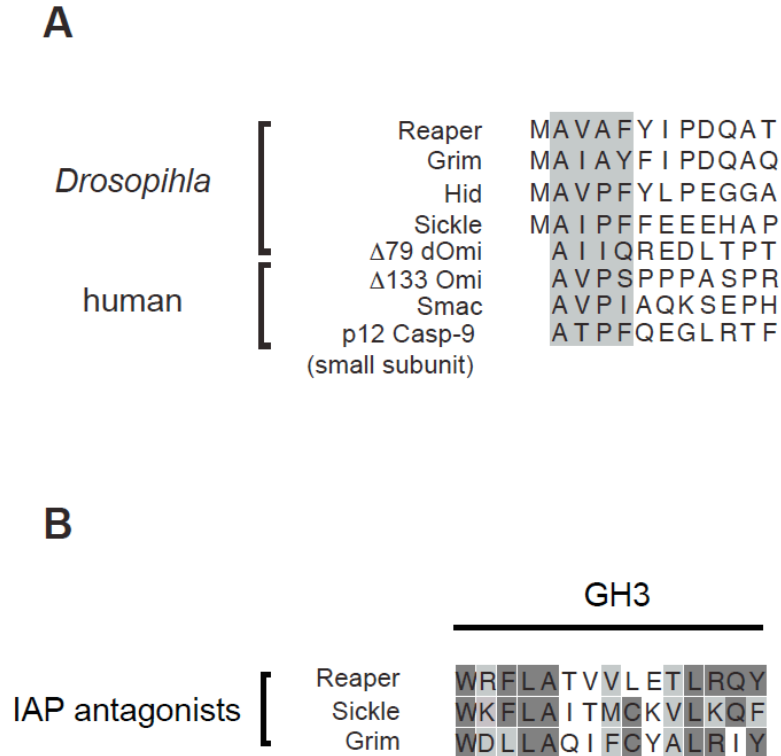 A
Reaper MAVAFYIPDQAT
Grim MAIAYFIPDQAQ
Drosopihla
Hid MAVPFYLPEGGA
Sickle MAIPFFEEEHAP
Δ79 dOmi AIIQREDLTPT
Δ133 Omi AVPSPPPASPR
human
Smac AVPIAQKSEPH
p12 Casp-9 ATPFQEGLRTF
(small subunit)
B
GH3
Reaper WRFLATVVLETLRQY
IAP antagonists
Sickle WKFLAITMCKVLKQF
Grim WDLLAQIFCYALRIY